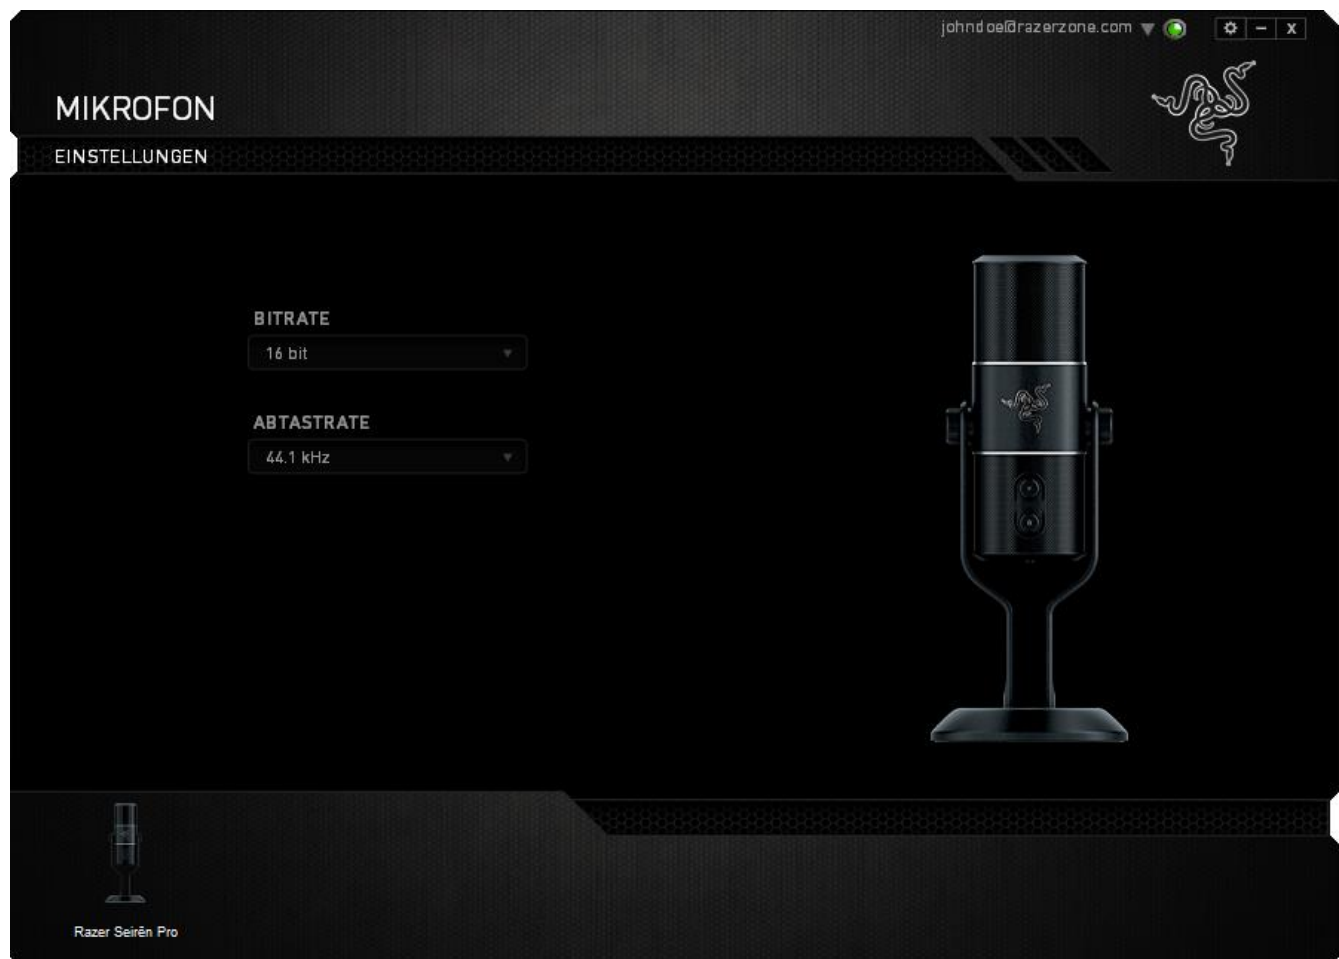 johndoe@razerzone.com
MIKROFON
EINSTELLUNGEN
BITRATE
16 bit
ABTASTRATE
44.1 kHz
Razer Seirēn Pro